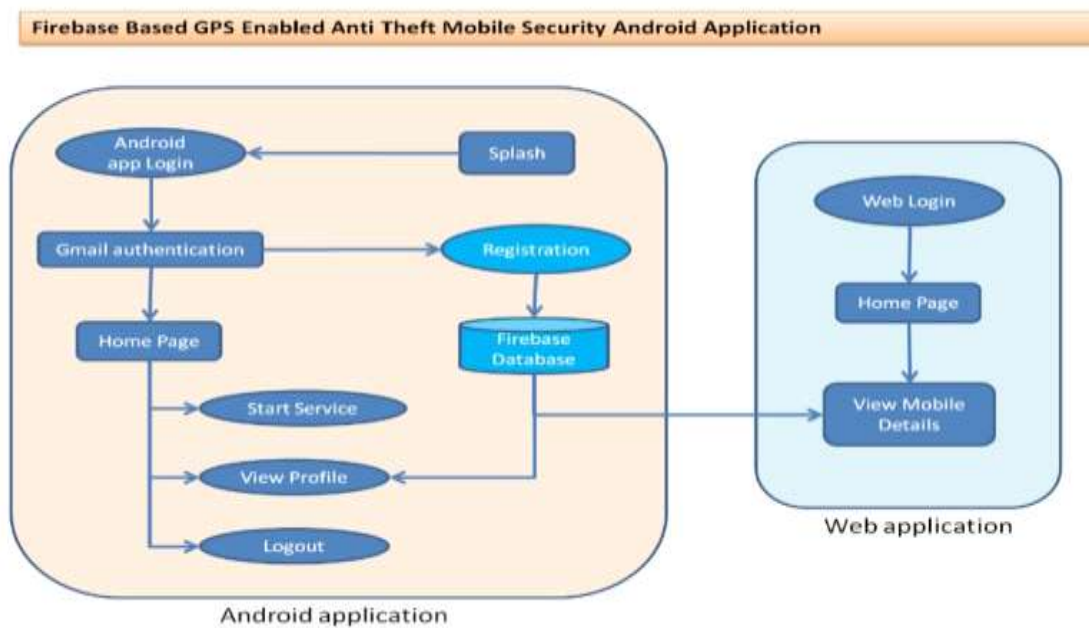 Firebase Based GPS Enabled Anti Theft Mobile Security Android Application
Android
app Login
Splash
Gmail authentication
Registration
Home Page
Firebase
Database
Start Service
View Profile
Logout
Android application
Web Login
Home Page
View Mobile
Details
Web application